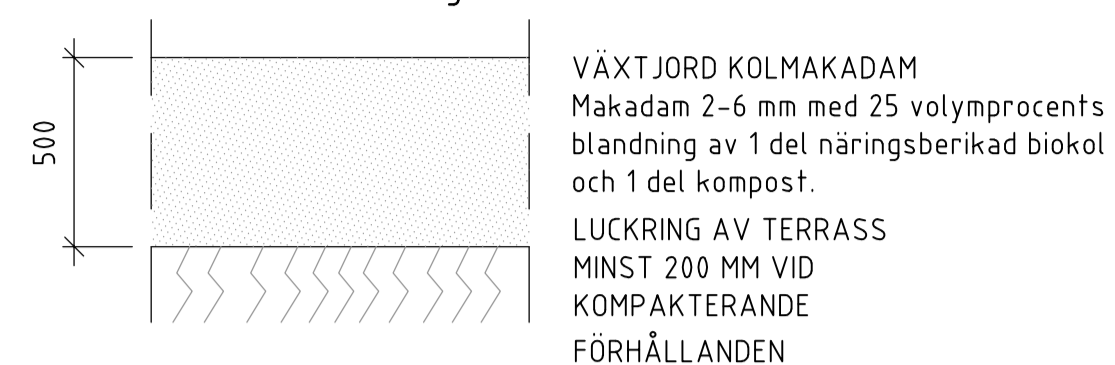 500
VÄXTJORD KOLMAKADAM
Makadam 2-6 mm med 25 volymprocents
blandning av 1 del näringsberikad biokol
och 1 del kompost.
LUCKRING AV TERRASS
MINST 200 MM VID
KOMPAKTERANDE
FÖRHÅLLANDEN